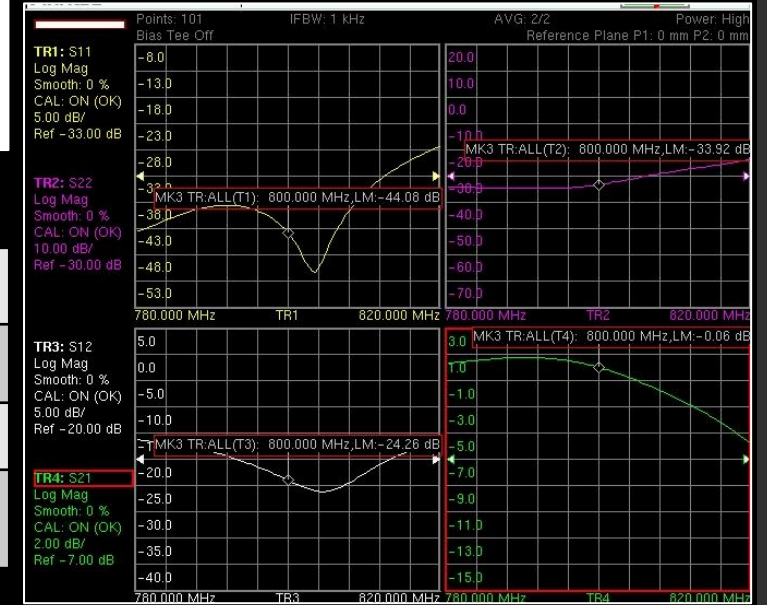 Points: 101 IFBW: 1 kHz AVG: 2/2 Power: High
Bias Tee Off Reference Plane P1: 0 mm P2: 0 mm
TR1: S11
Log Mag
Smooth: 0 %
CAL: ON (OK)
5.00 dB/
Ref -33.00 dB
TR2: S22
Log Mag
Smooth: 0 %
CAL: ON (OK)
10.00 dB/
Ref -30.00 dB
TR3: S12
Log Mag
Smooth: 0 %
CAL: ON (OK)
5.00 dB/
Ref -20.00 dB
TR4: S21
Log Mag
Smooth: 0 %
CAL: ON (OK)
2.00 dB/
Ref -7.00 dB
-8.0
-13.0
-18.0
-23.0
-28.0
MK3 TR:ALL(T1): 800.000 MHz,LM:-44.08 dB
-38.0
-43.0
-48.0
-53.0
780.000 MHz TR1 820.000 MHz
20.0
10.0
0.0
-10.0
MK3 TR:ALL(T2): 800.000 MHz,LM:-33.92 dB
-20.0
-30.0
-40.0
-50.0
-60.0
-70.0
780.000 MHz TR2 820.000 MHz
5.0
0.0
-5.0
-10.0
MK3 TR:ALL(T3): 800.000 MHz,LM:-24.26 dB
-20.0
-25.0
-30.0
-35.0
-40.0
780.000 MHz TR3 820.000 MHz
3.0 MK3 TR:ALL(T4): 800.000 MHz,LM:-0.06 dB
1.0
-1.0
-3.0
-5.0
-7.0
-9.0
-11.0
-13.0
-15.0
780.000 MHz TR4 820.000 MHz